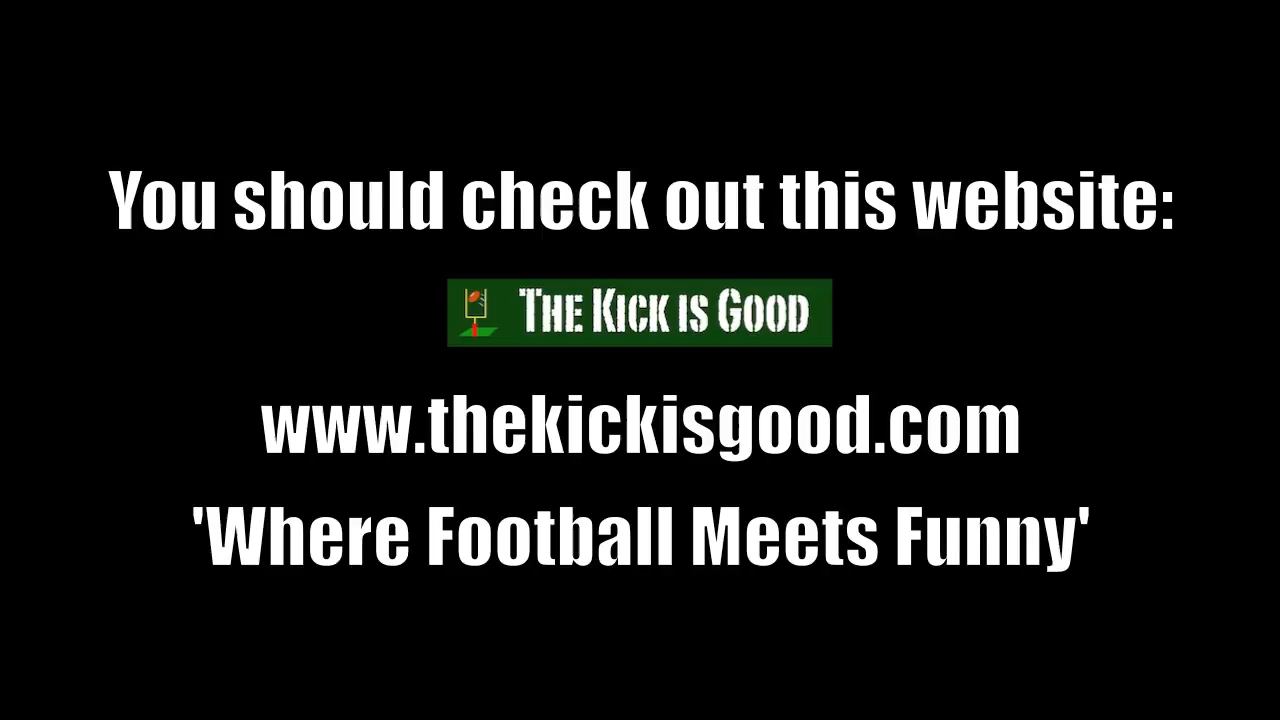 You should check out this website:
THE KICK IS GOOD
www.thekickisgood.com
'Where Football Meets Funny'